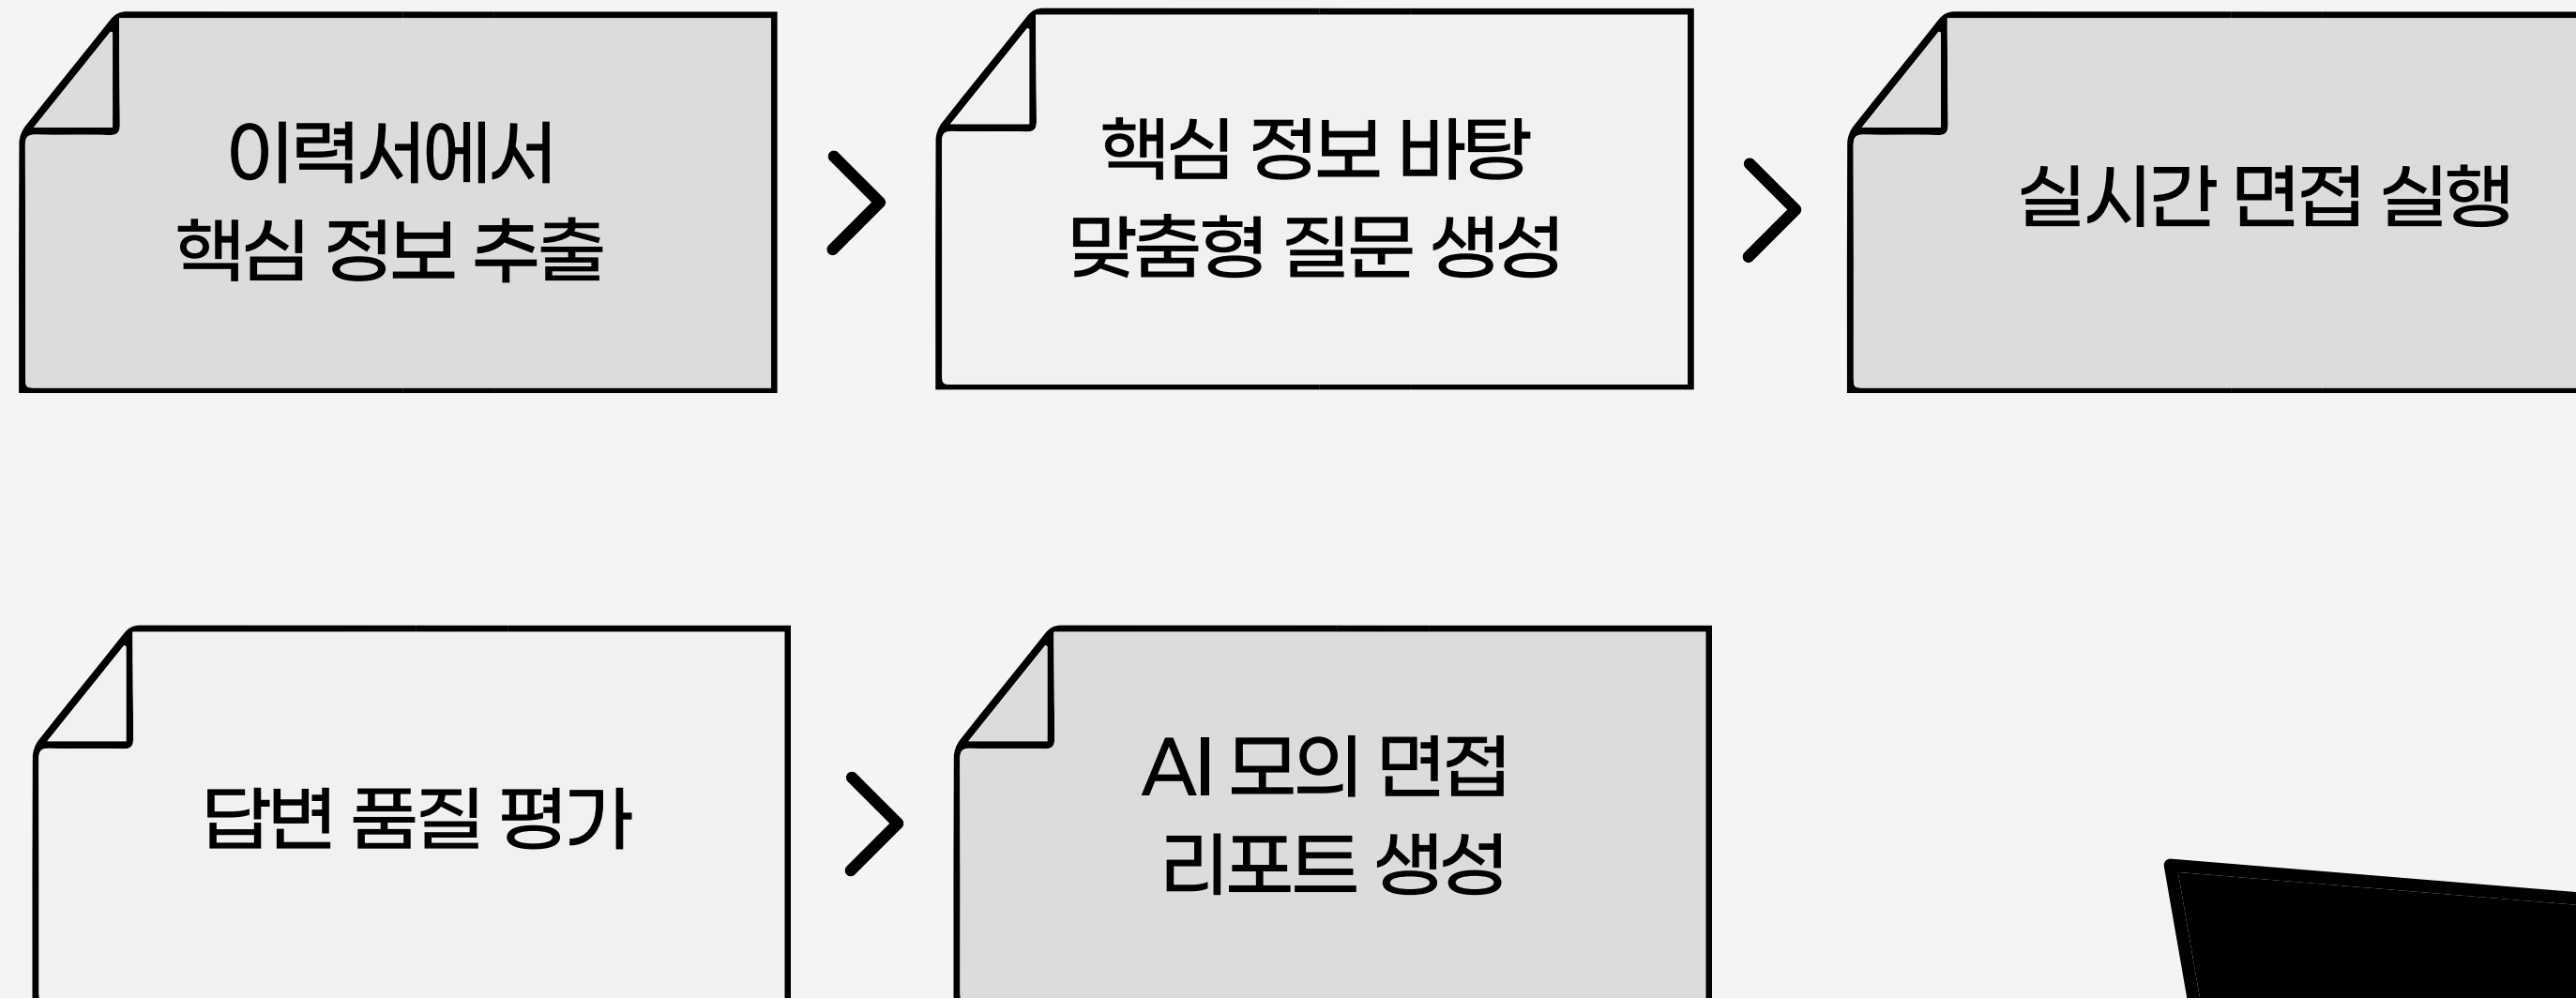 이력서에서
핵심 정보 추출
핵심 정보 바탕
맞춤형 질문 생성
실시간 면접 실행
답변 품질 평가
AI 모의 면접
리포트 생성